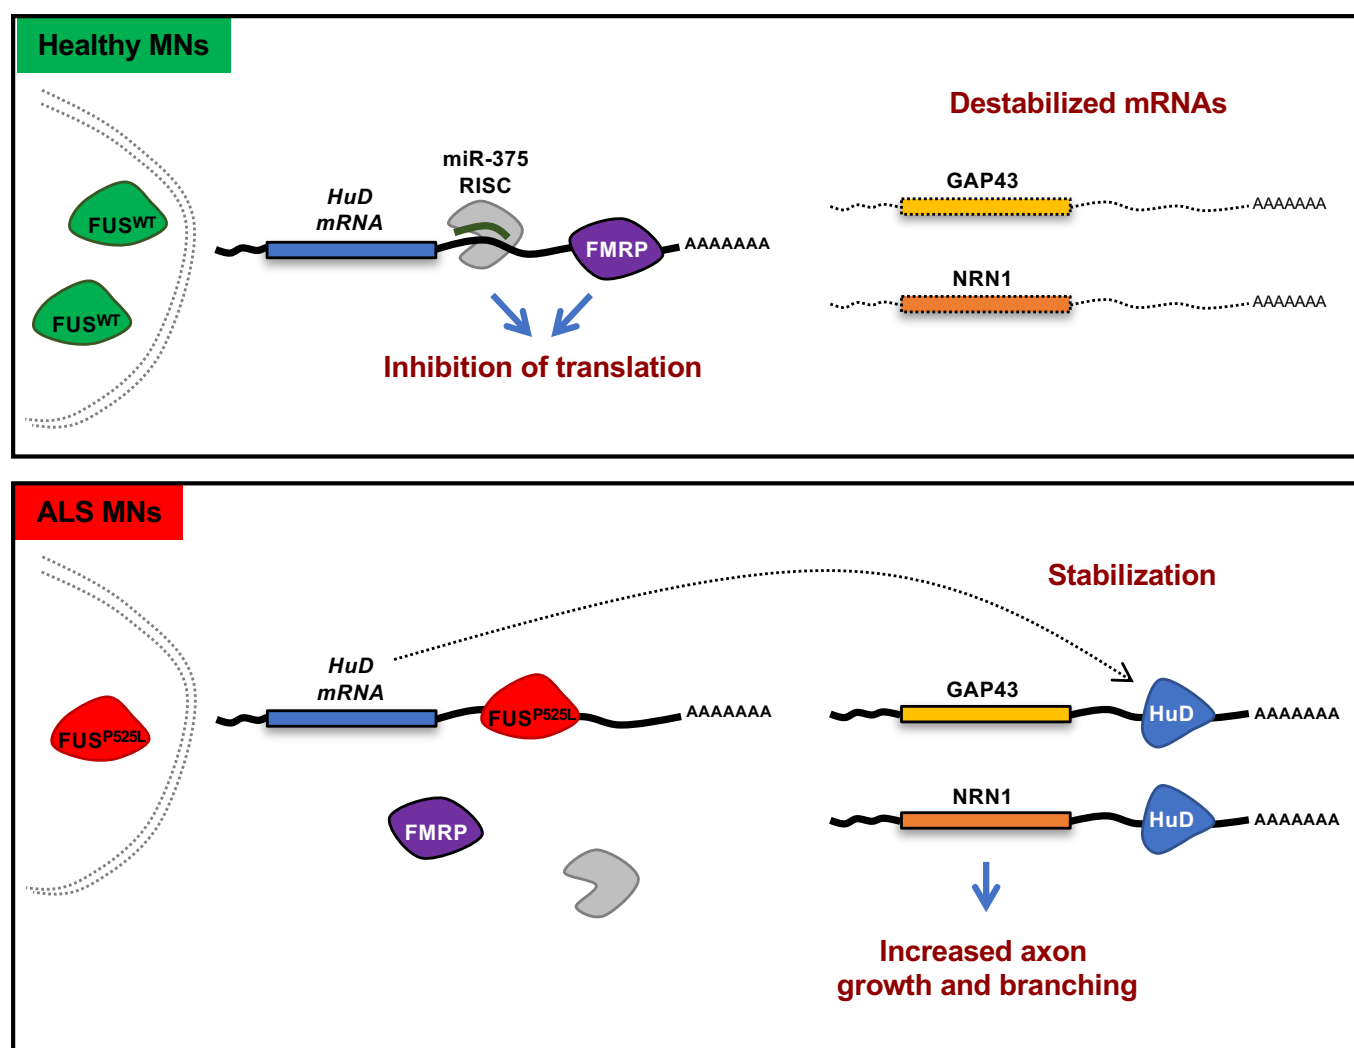 Healthy MNs
FUSWT
FUSWT
HuD
mRNA
miR-375
RISC
FMRP
AAAAAAA
Inhibition of translation
Destabilized mRNAs
GAP43
AAAAAAA
NRN1
AAAAAAA
ALS MNs
FUSP525L
HuD
mRNA
FUSP525L
AAAAAAA
FMRP
Stabilization
GAP43
HuD
AAAAAAA
NRN1
HuD
AAAAAAA
Increased axon
growth and branching